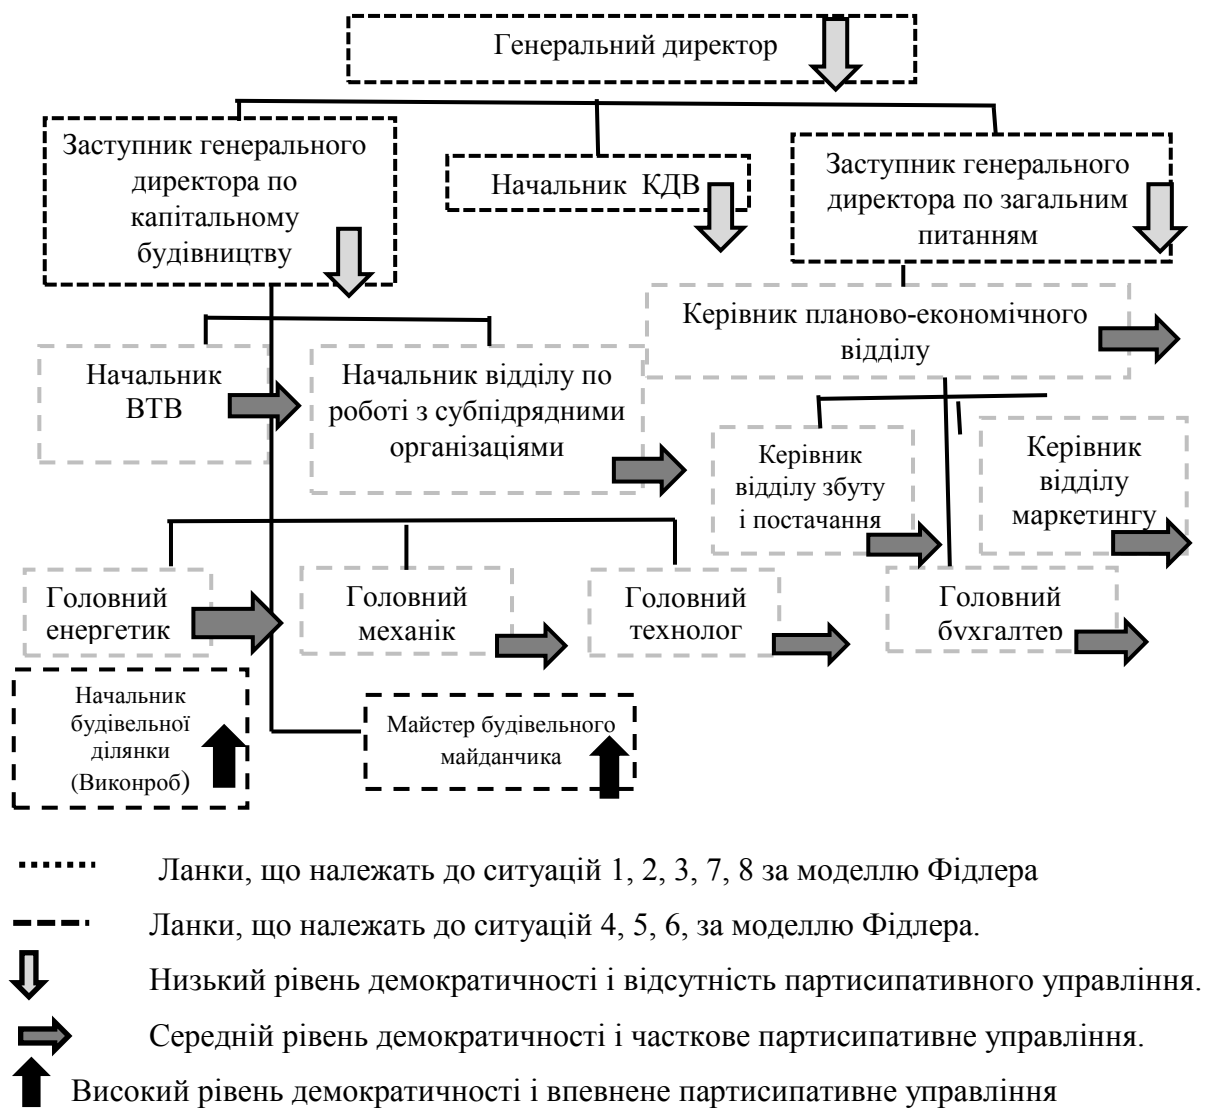 Генеральний директор
Заступник генерального
директора по
капітальному
будівництву
Начальник КДВ
Заступник генерального
директора по загальним
питанням
Керівник планово-економічного
відділу
Начальник
ВТВ
Начальник відділу по
роботі з субпідрядними
організаціями
Керівник
відділу збуту
і постачання
Керівник
відділу
маркетингу
Головний
енергетик
Головний
механік
Головний
технолог
Головний
бухгалтер
Начальник
будівельної
ділянки
(Виконроб)
Майстер будівельного
майданчика
Ланки, що належать до ситуацій 1, 2, 3, 7, 8 за моделлю Фідлера
Ланки, що належать до ситуацій 4, 5, 6, за моделлю Фідлера.
Низький рівень демократичності і відсутність партисипативного управління.
Середній рівень демократичності і часткове партисипативне управління.
Високий рівень демократичності і впевнене партисипативне управління